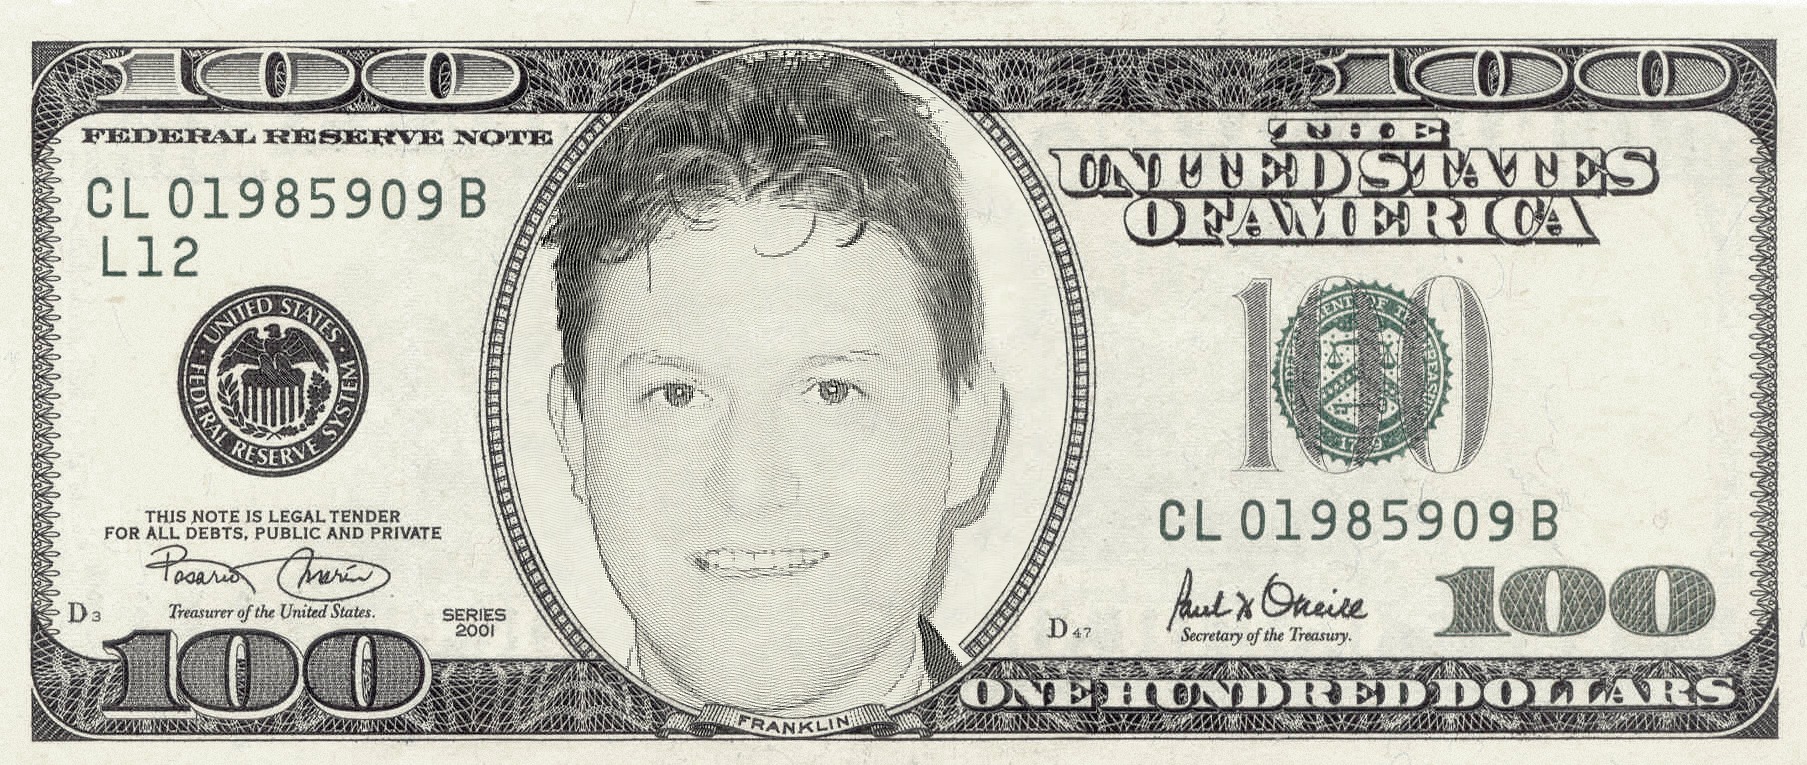 100
100
FEDERAL RESERVE NOTE
THE
UNITED STATES
OF AMERICA
CL 01985909 B
L12
UNITED STATES
FEDERAL RESERVE SYSTEM
100
THIS NOTE IS LEGAL TENDER
FOR ALL DEBTS, PUBLIC AND PRIVATE
CL 01985909 B
Rosario Marin
Treasurer of the United States.
D3
SERIES
2001
D47
Paul H O'Neill
Secretary of the Treasury.
100
100
FRANKLIN
ONE HUNDRED DOLLARS